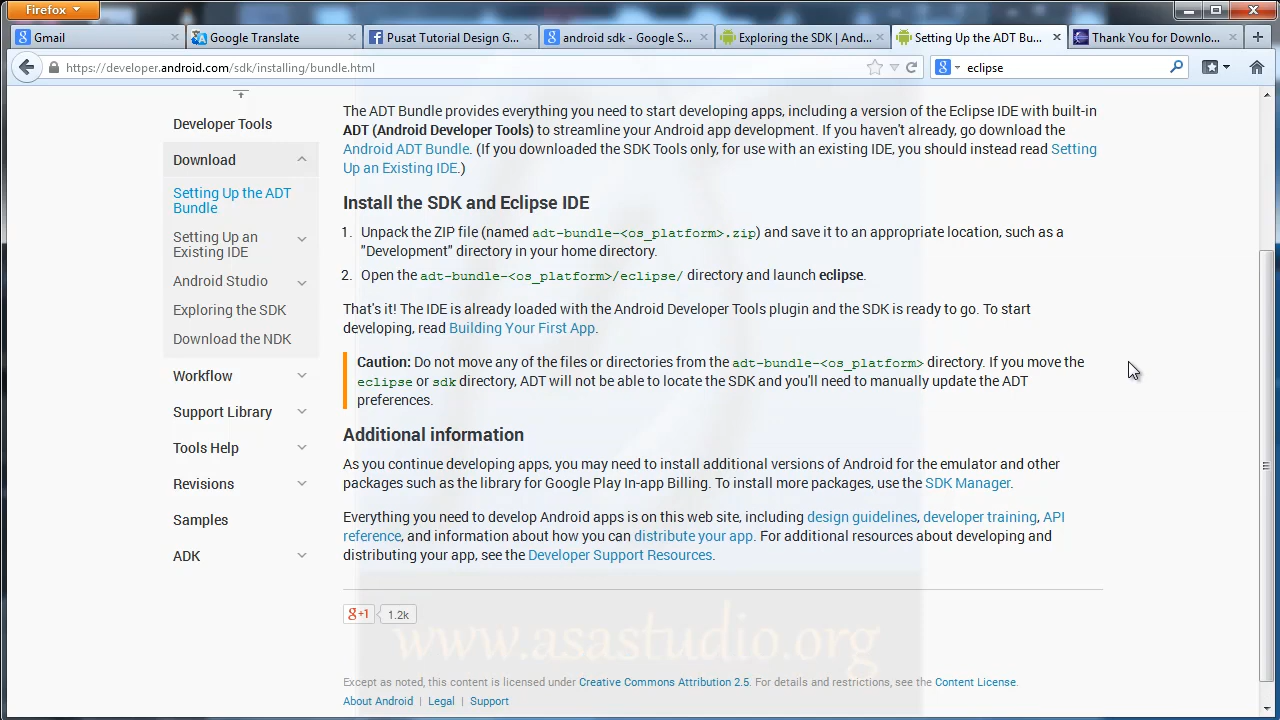 Firefox
Gmail
Google Translate
Pusat Tutorial Design G...
android sdk - Google S...
Exploring the SDK | And...
Setting Up the ADT Bu...
Thank You for Downlo...
https://developer.android.com/sdk/installing/bundle.html
eclipse
Developer Tools
Download
Setting Up the ADT
Bundle
Setting Up an
Existing IDE
Android Studio
Exploring the SDK
Download the NDK
Workflow
Support Library
Tools Help
Revisions
Samples
ADK
The ADT Bundle provides everything you need to start developing apps, including a version of the Eclipse IDE with built-in
ADT (Android Developer Tools) to streamline your Android app development. If you haven't already, go download the
Android ADT Bundle. (If you downloaded the SDK Tools only, for use with an existing IDE, you should instead read Setting
Up an Existing IDE.)
Install the SDK and Eclipse IDE
1. Unpack the ZIP file (named adt-bundle-<os_platform>.zip) and save it to an appropriate location, such as a
"Development" directory in your home directory.
2. Open the adt-bundle-<os_platform>/eclipse/ directory and launch eclipse.
That's it! The IDE is already loaded with the Android Developer Tools plugin and the SDK is ready to go. To start
developing, read Building Your First App.
Caution: Do not move any of the files or directories from the adt-bundle-<os_platform> directory. If you move the
eclipse or sdk directory, ADT will not be able to locate the SDK and you'll need to manually update the ADT
preferences.
Additional information
As you continue developing apps, you may need to install additional versions of Android for the emulator and other
packages such as the library for Google Play In-app Billing. To install more packages, use the SDK Manager.
Everything you need to develop Android apps is on this web site, including design guidelines, developer training, API
reference, and information about how you can distribute your app. For additional resources about developing and
distributing your app, see the Developer Support Resources.
g+1 1.2k
www.asastudio.org
Except as noted, this content is licensed under Creative Commons Attribution 2.5. For details and restrictions, see the Content License.
About Android | Legal | Support